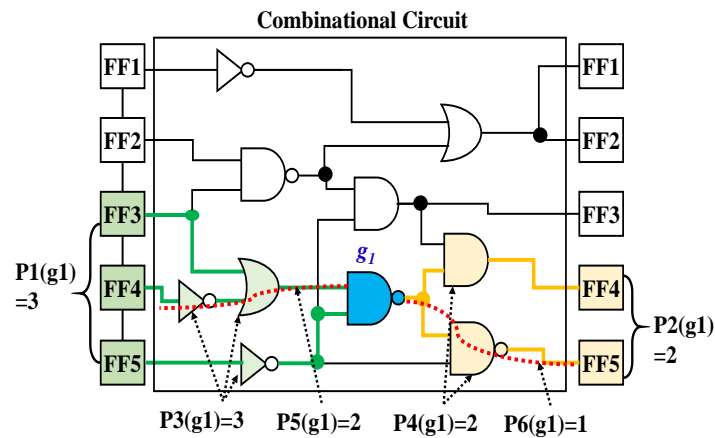 Combinational Circuit
FF1
FF1
FF2
FF2
FF3
FF3
g1
P1(g1)
=3
FF4
FF4
P2(g1)
=2
FF5
FF5
P3(g1)=3
P5(g1)=2
P4(g1)=2
P6(g1)=1